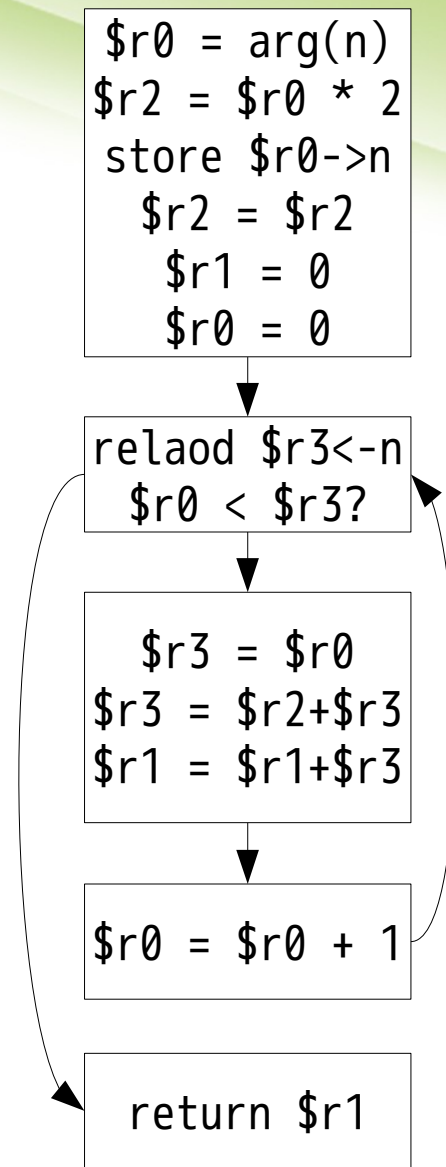 $r0 = arg(n)
$r2 = $r0 * 2
store $r0->n
$r2 = $r2
$r1 = 0
$r0 = 0
relaod $r3<-n
$r0 < $r3?
$r3 = $r0
$r3 = $r2+$r3
$r1 = $r1+$r3
$r0 = $r0 + 1
return $r1